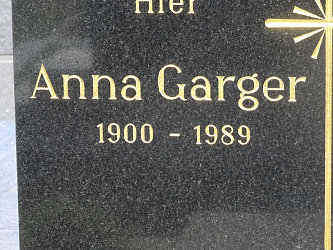 Hier
Anna Garger
1900 - 1989